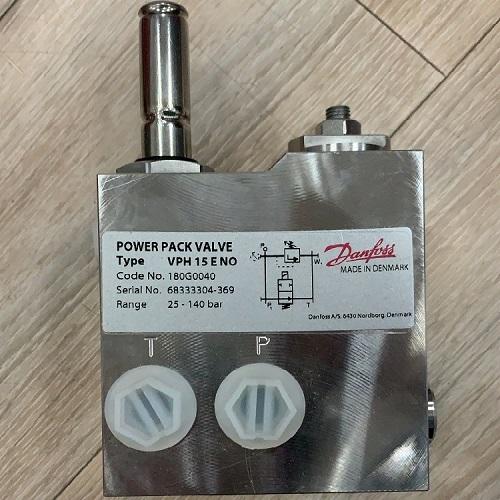 POWER PACK VALVE
Type VPH 15 E NO
Code No. 180G0040
Serial No. 68333304-369
Range 25 - 140 bar
W
P T
Danfoss
MADE IN DENMARK
Danfoss A/S, 6430 Nordborg, Denmark
T P